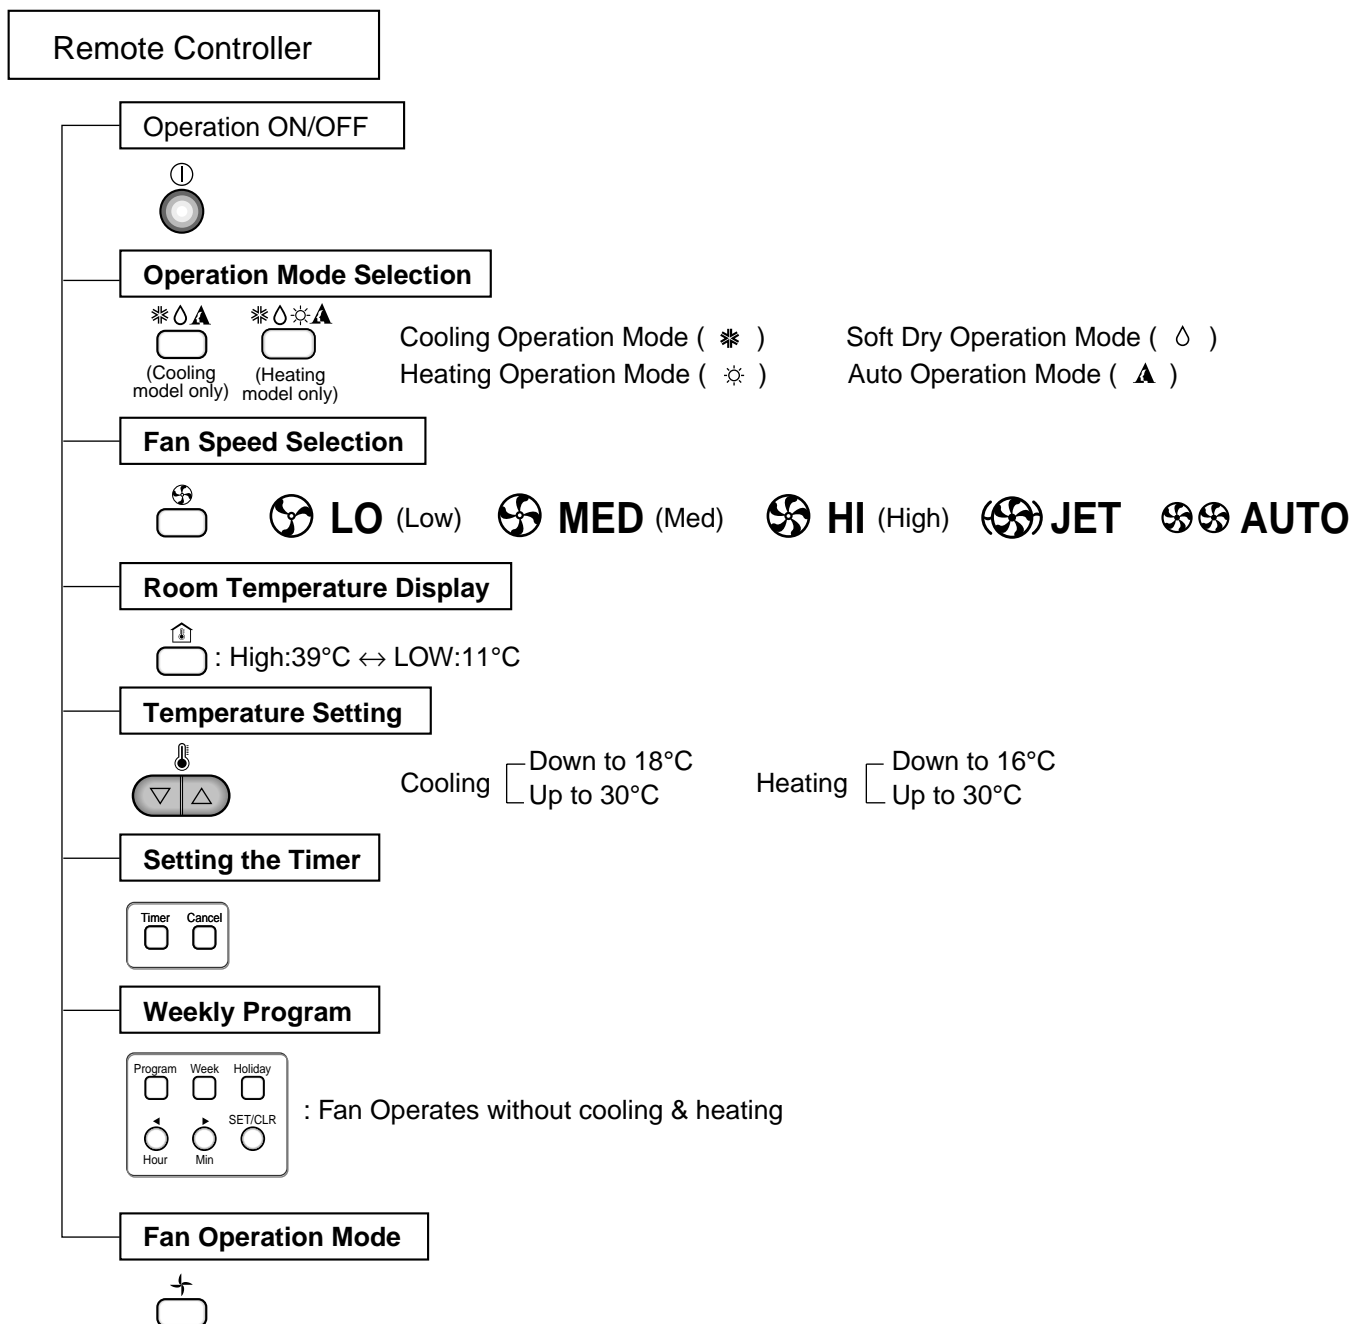 Remote Controller
Operation ON/OFF
Operation Mode Selection
(Cooling model only)
(Heating model only)
Cooling Operation Mode ( )
Soft Dry Operation Mode ( )
Heating Operation Mode ( )
Auto Operation Mode ( )
Fan Speed Selection
LO (Low) MED (Med) HI (High) JET AUTO
Room Temperature Display
: High:39°C ↔ LOW:11°C
Temperature Setting
Cooling
Down to 18°C
Up to 30°C
Heating
Down to 16°C
Up to 30°C
Setting the Timer
Timer Cancel
Weekly Program
Program Week Holiday
SET/CLR
Hour Min
: Fan Operates without cooling & heating
Fan Operation Mode